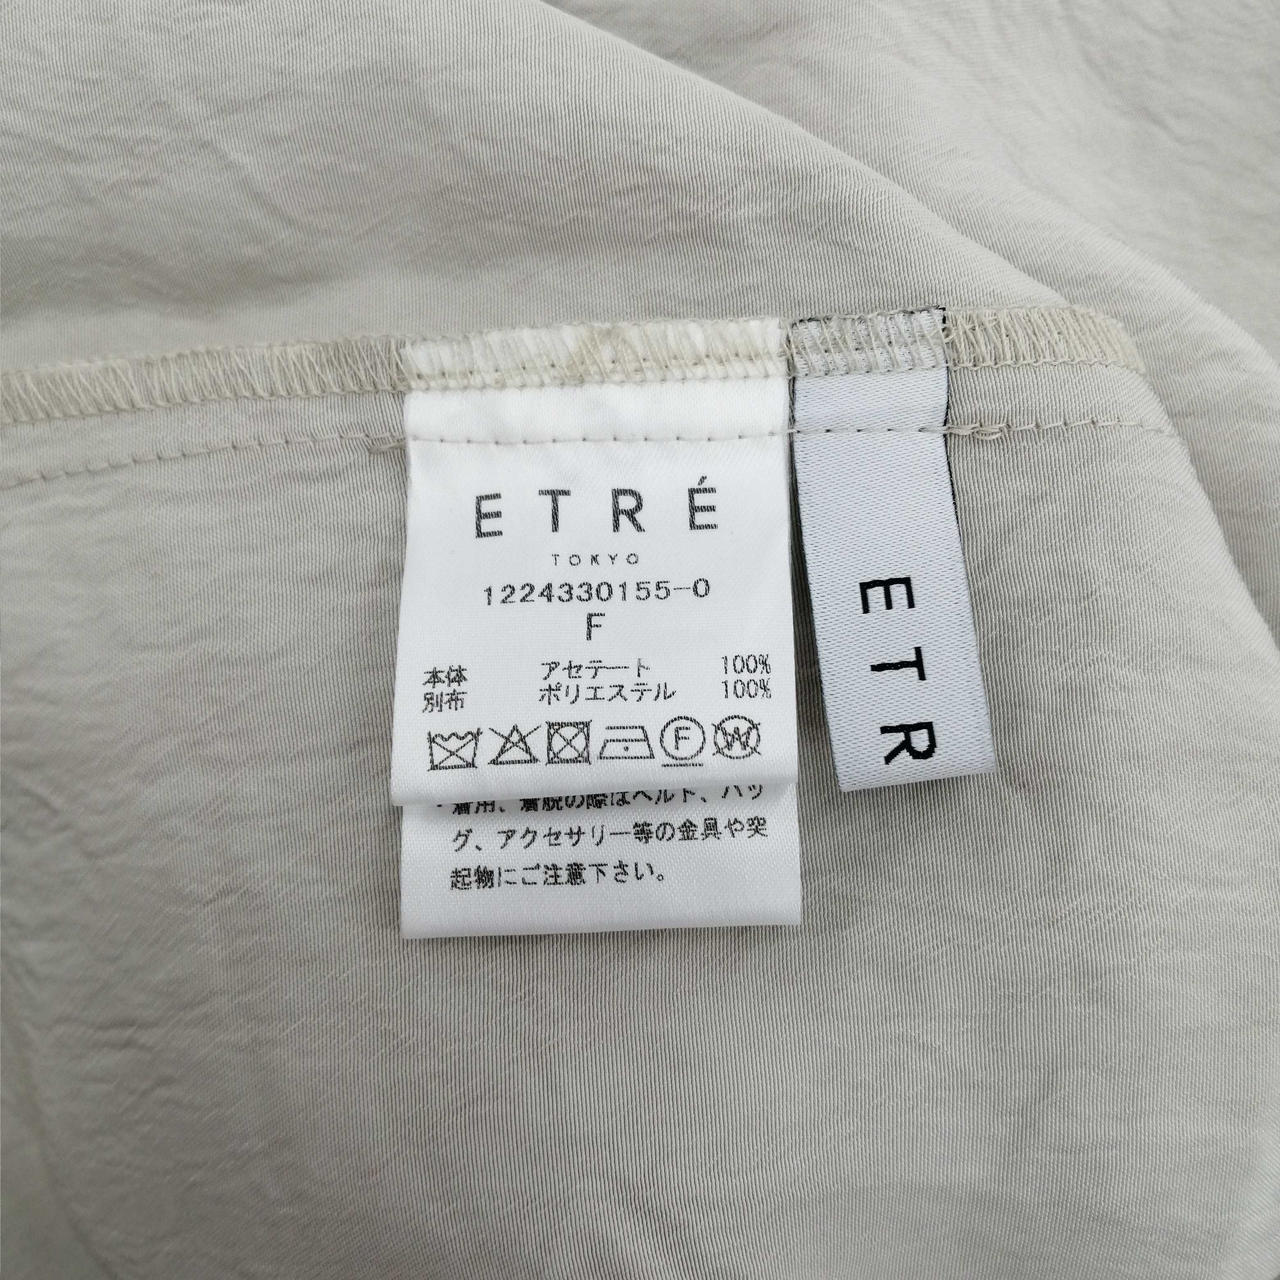 ETRÉ
TOKYO
1224330155-0
F
本体 アセテート 100%
別布 ポリエステル 100%
F
W
・着用、着脱の際はベルト、バッ
グ、アクセサリー等の金具や突
起物にご注意下さい。
ETR